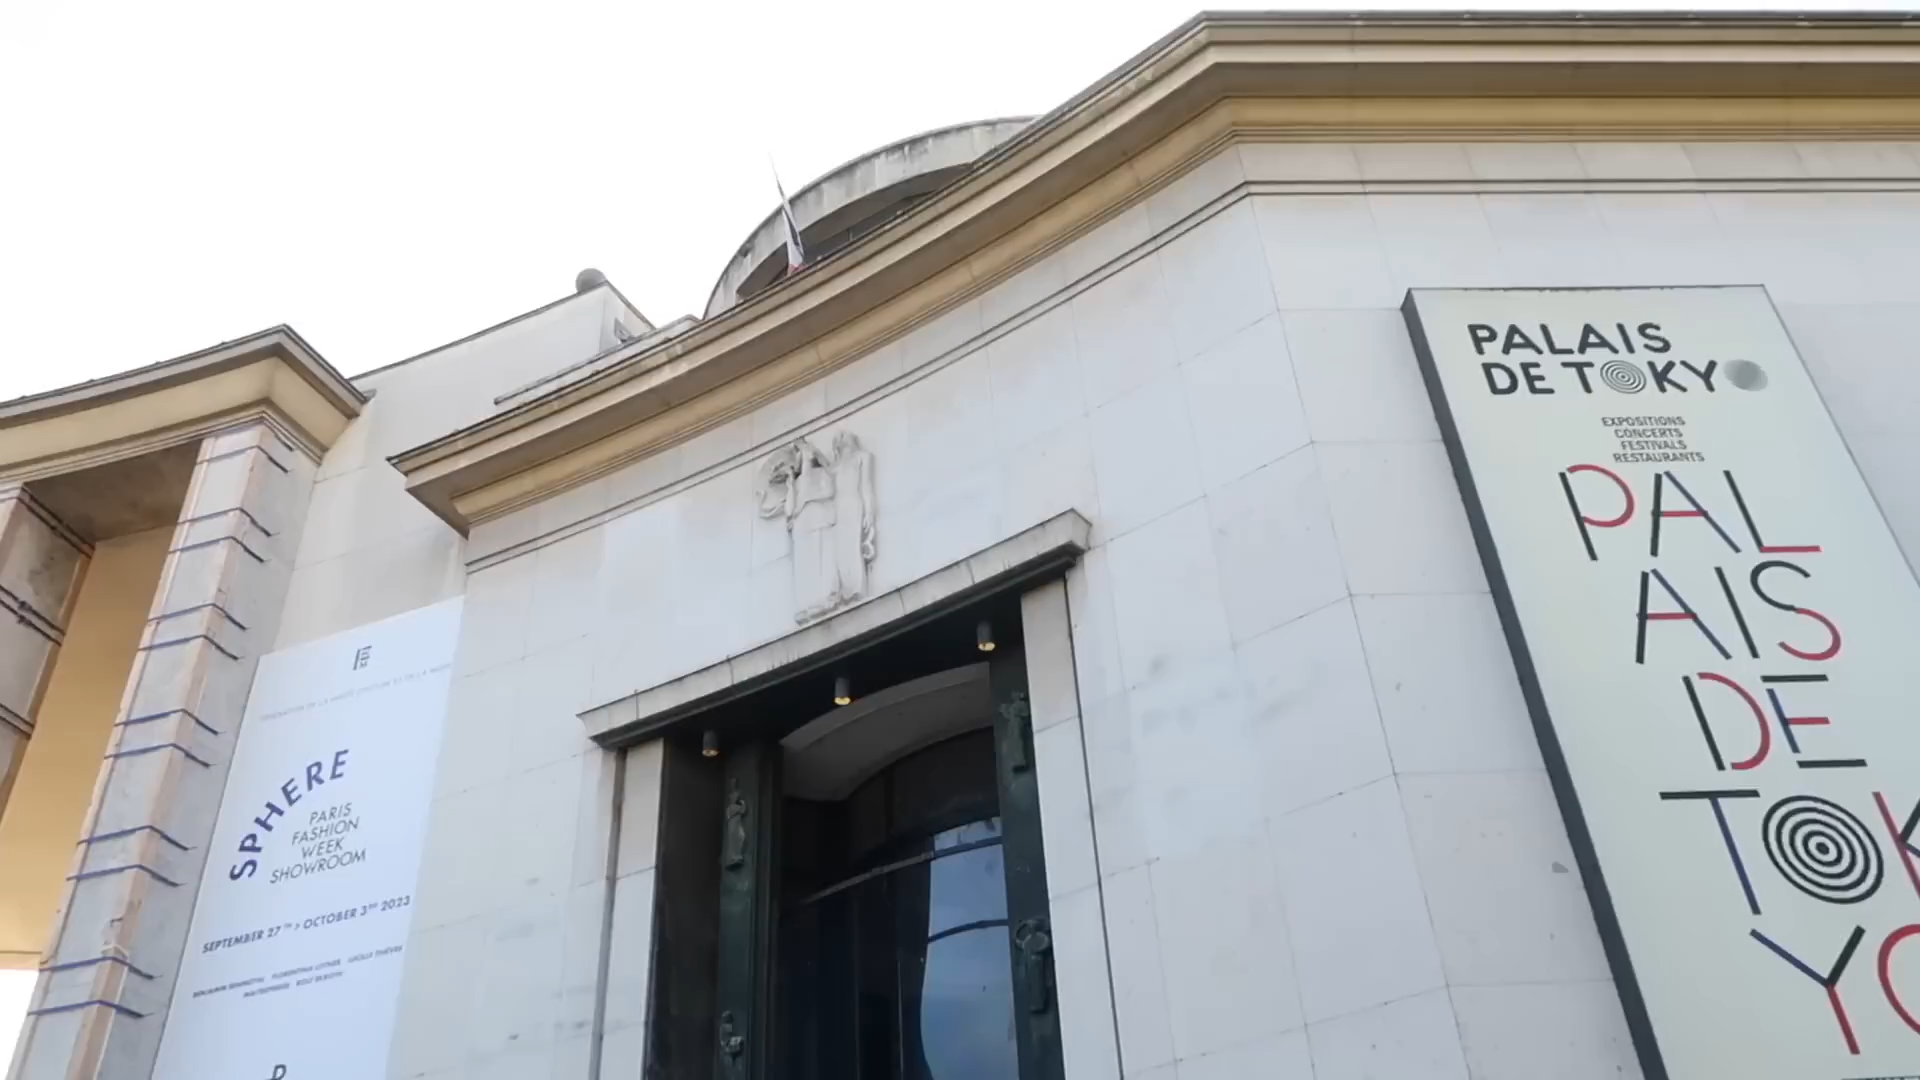 PALAIS
DE TOKYO
EXPOSITIONS
CONCERTS
FESTIVALS
RESTAURANTS
PAL
AIS
DE
TOK
YO
SPHERE
PARIS
FASHION
WEEK
SHOWROOM
SEPTEMBER 27TH > OCTOBER 3RD 2023